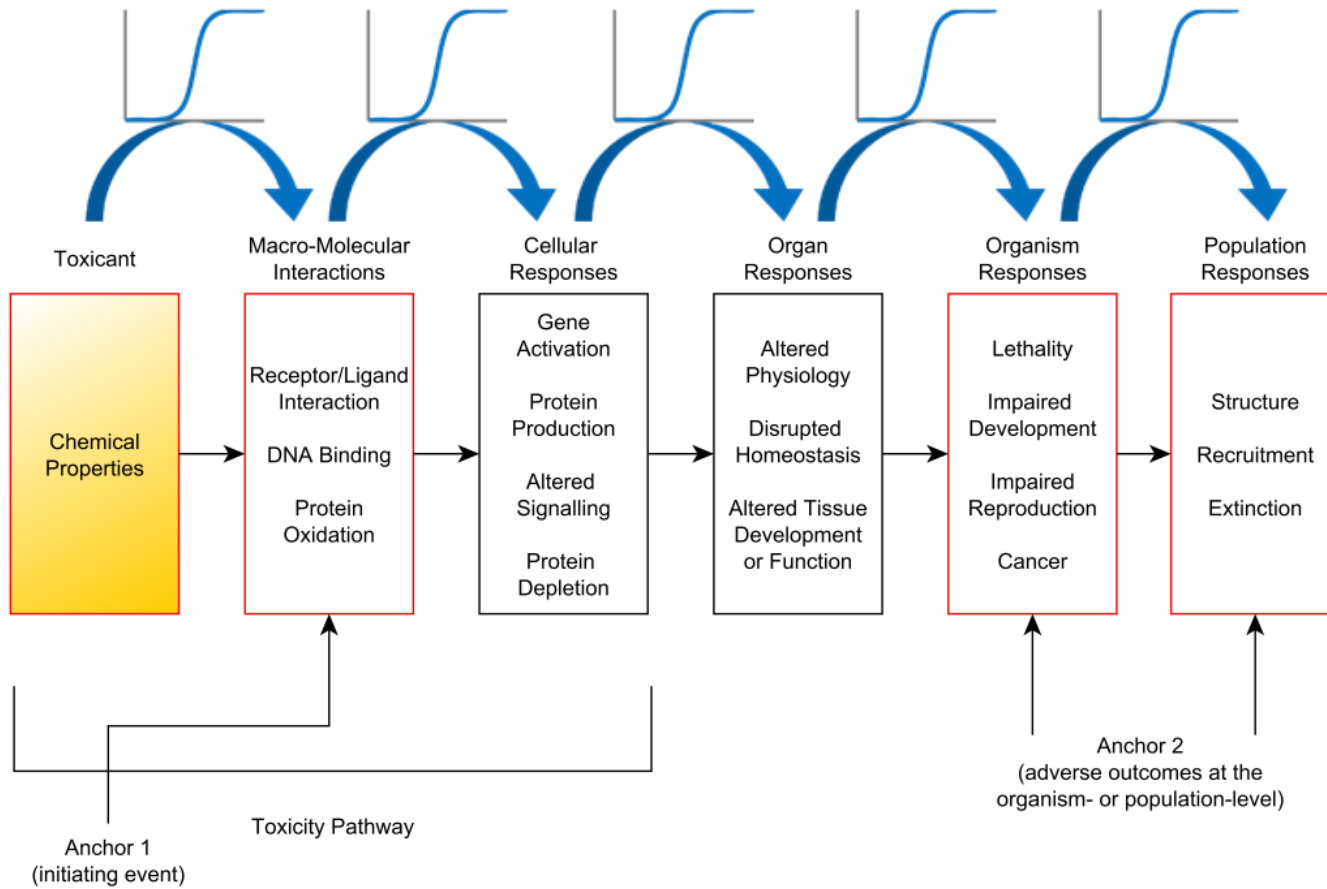 Toxicant
Macro-Molecular
Interactions
Cellular
Responses
Organ
Responses
Organism
Responses
Population
Responses
Chemical
Properties
Receptor/Ligand
Interaction
DNA Binding
Protein
Oxidation
Gene
Activation
Protein
Production
Altered
Signalling
Protein
Depletion
Altered
Physiology
Disrupted
Homeostasis
Altered Tissue
Development
or Function
Lethality
Impaired
Development
Impaired
Reproduction
Cancer
Structure
Recruitment
Extinction
Anchor 1
(initiating event)
Toxicity Pathway
Anchor 2
(adverse outcomes at the
organism- or population-level)